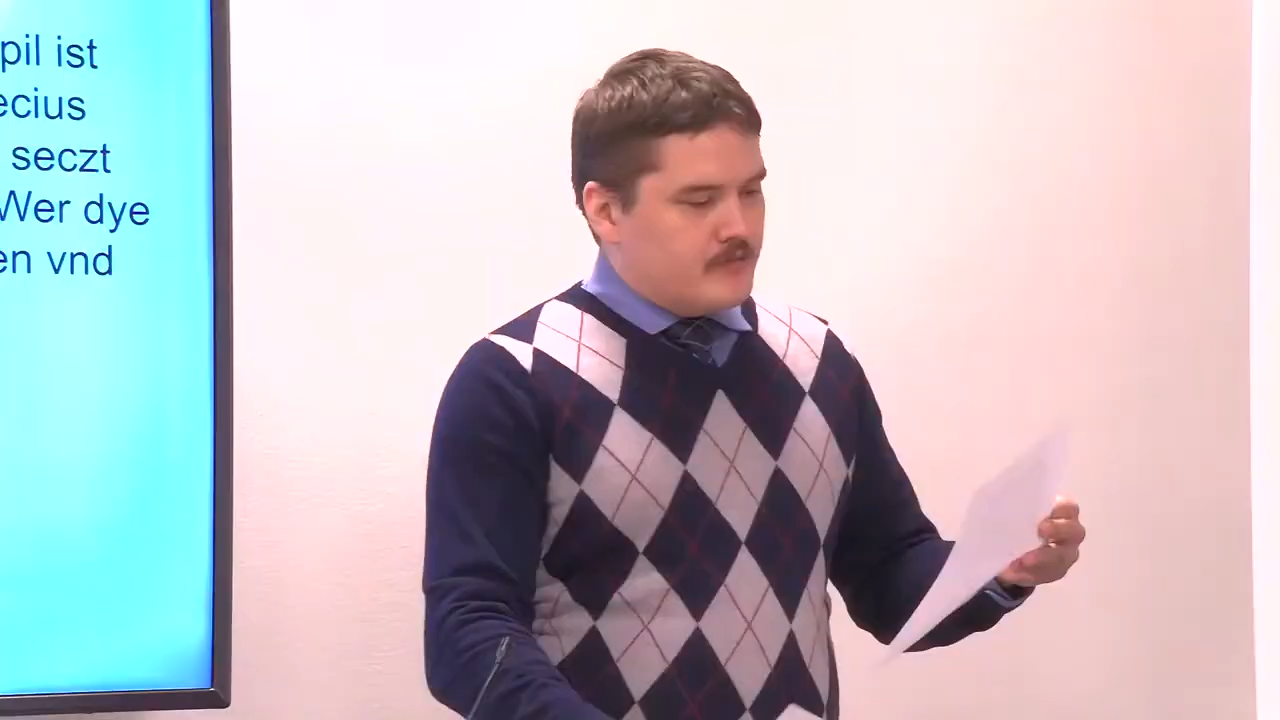 pil ist
ecius
seczt
Wer dye
en vnd